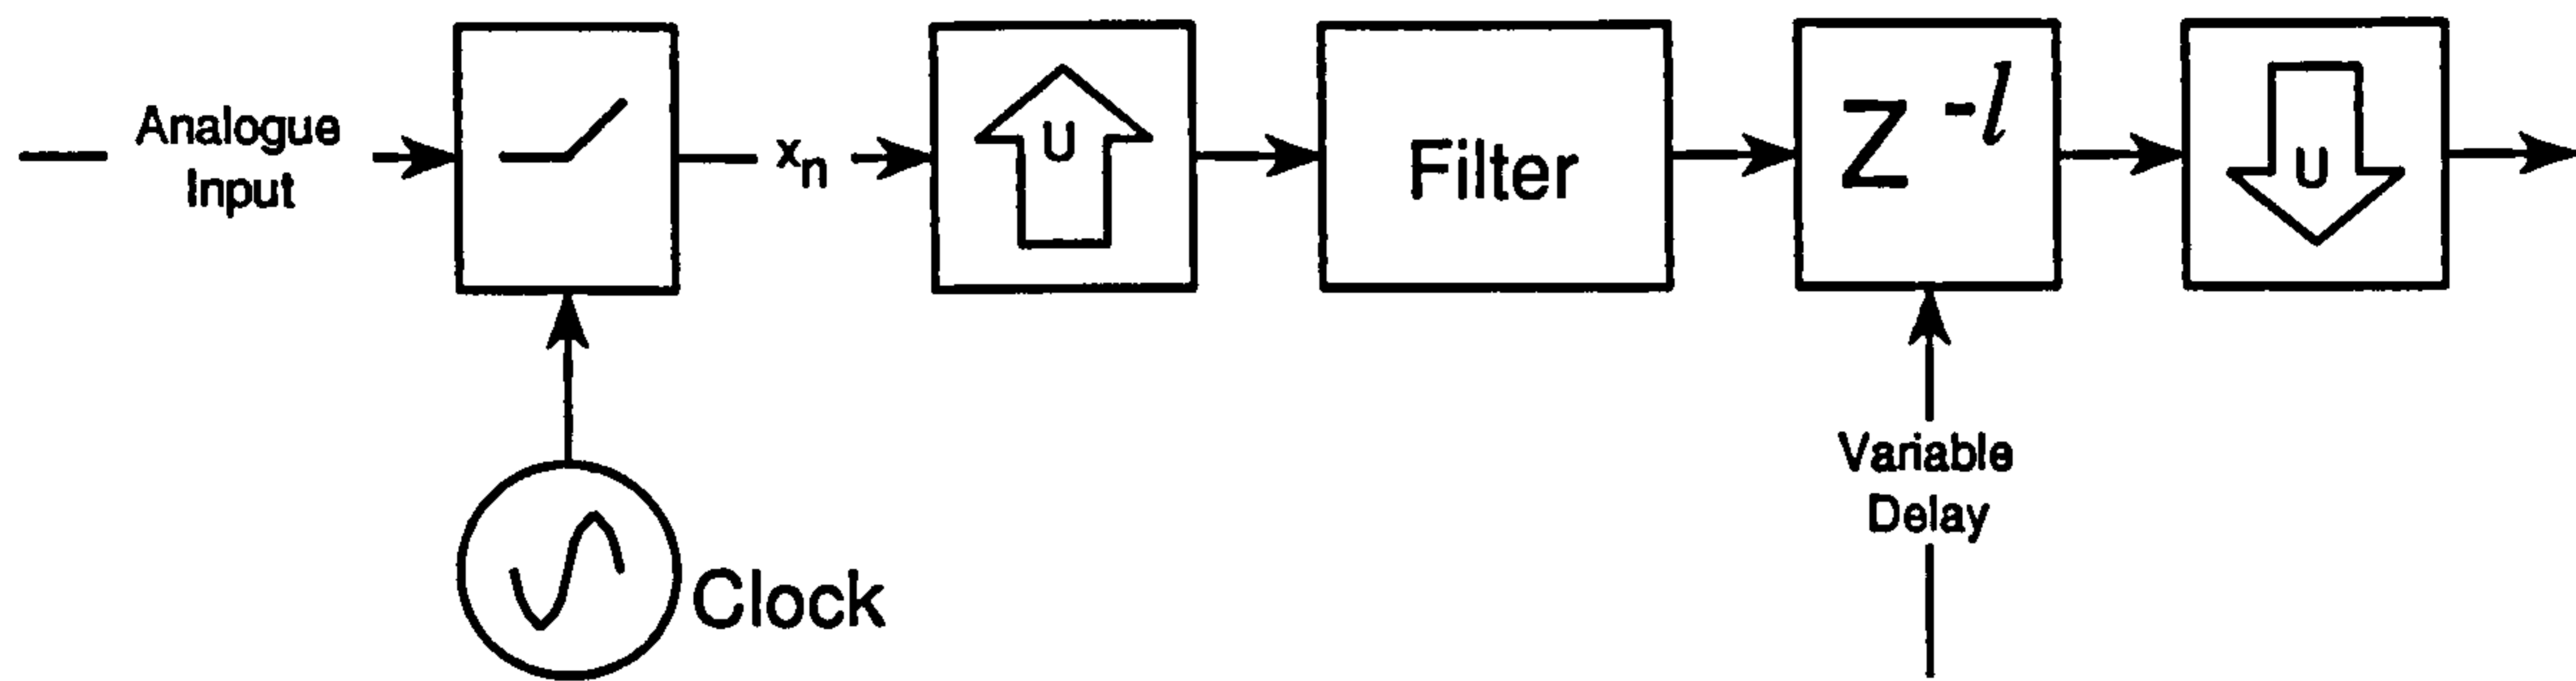 Analogue
Input
xn
U
Filter
Z -l
U
Variable
Delay
Clock